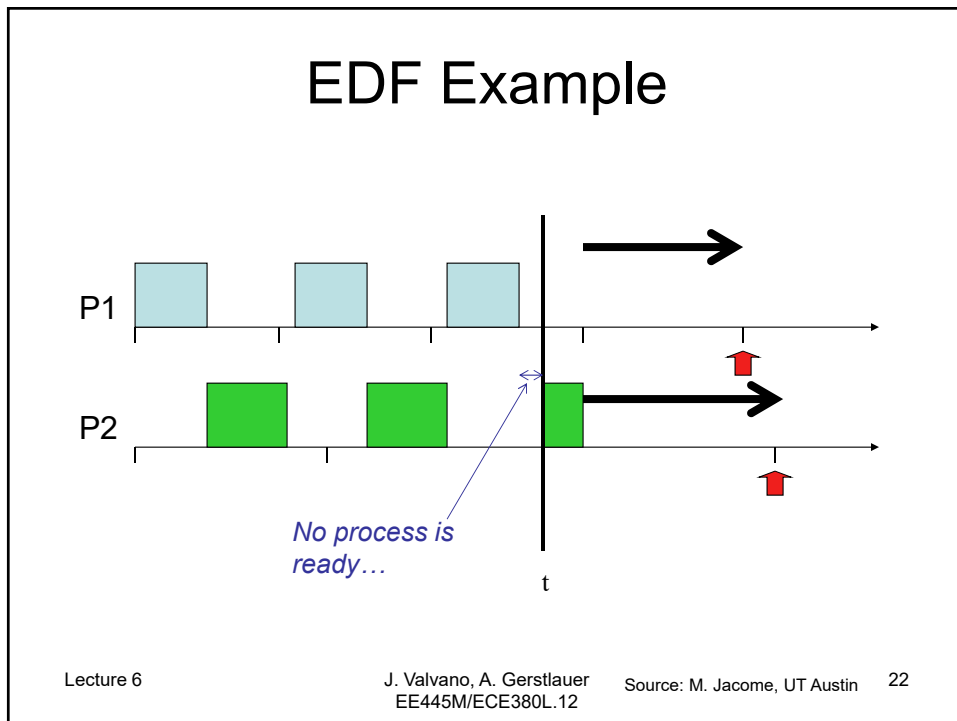 EDF Example
P1
P2
No process is
ready…
t
Lecture 6
J. Valvano, A. Gerstlauer
EE445M/ECE380L.12
Source: M. Jacome, UT Austin
22